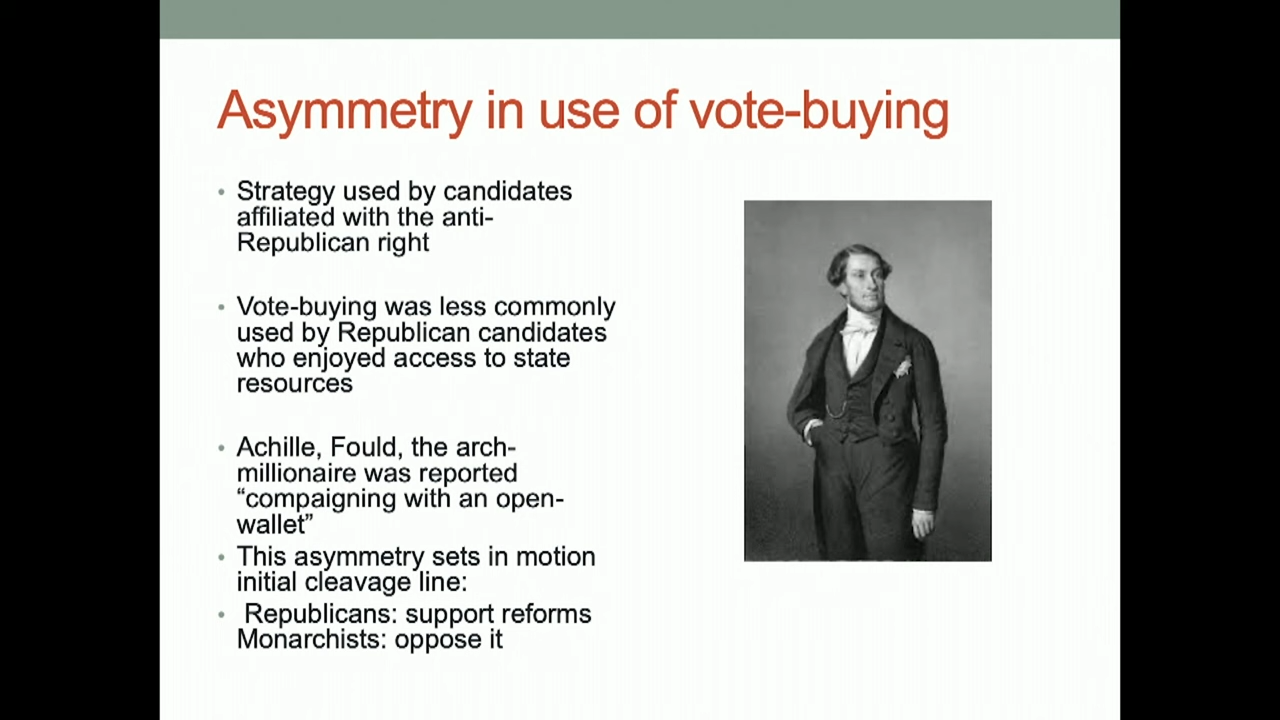 Asymmetry in use of vote-buying
• Strategy used by candidates
affiliated with the anti-
Republican right
• Vote-buying was less commonly
used by Republican candidates
who enjoyed access to state
resources
• Achille, Fould, the arch-
millionaire was reported
“compaigning with an open-
wallet”
• This asymmetry sets in motion
initial cleavage line:
• Republicans: support reforms
Monarchists: oppose it